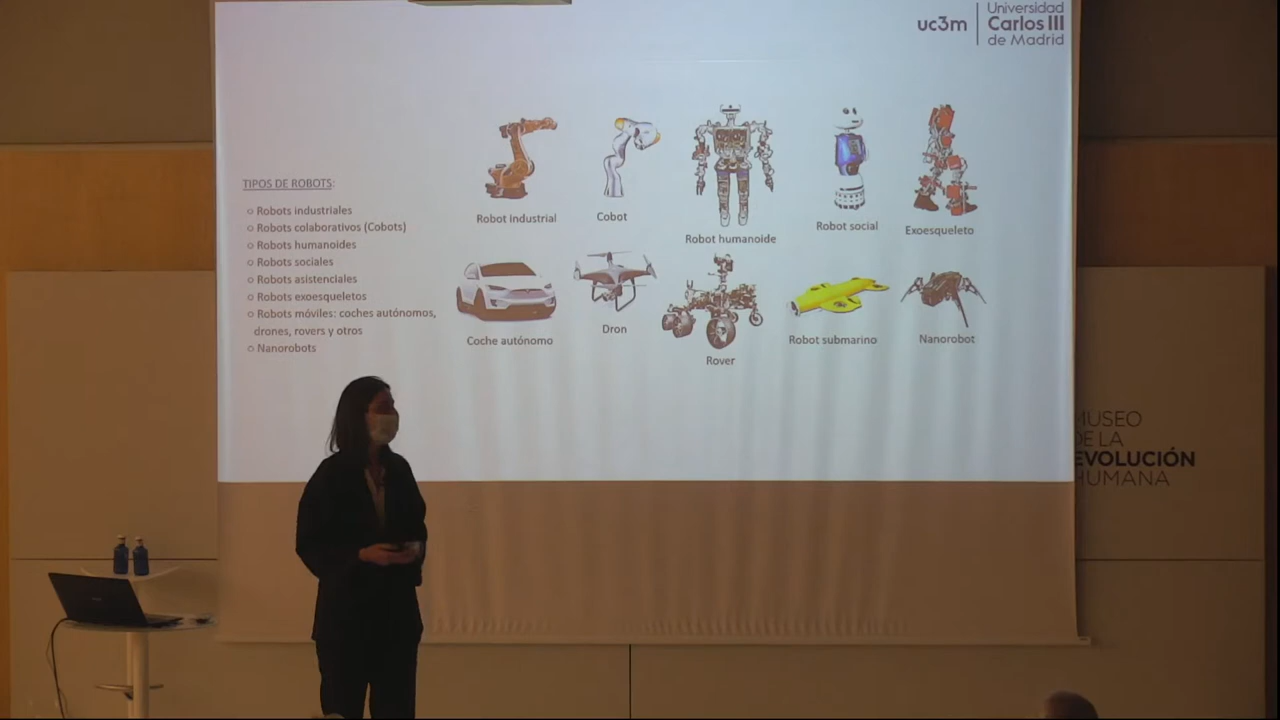 uc3m
Universidad
Carlos III
de Madrid
TIPOS DE ROBOTS:
○ Robots industriales
○ Robots colaborativos (Cobots)
○ Robots humanoides
○ Robots sociales
○ Robots asistenciales
○ Robots exoesqueletos
○ Robots móviles: coches autónomos,
drones, rovers y otros
○ Nanorobots
Robot industrial
Cobot
Robot humanoide
Robot social
Exoesqueleto
Coche autónomo
Dron
Rover
Robot submarino
Nanorobot
MUSEO
DE LA
EVOLUCIÓN
HUMANA